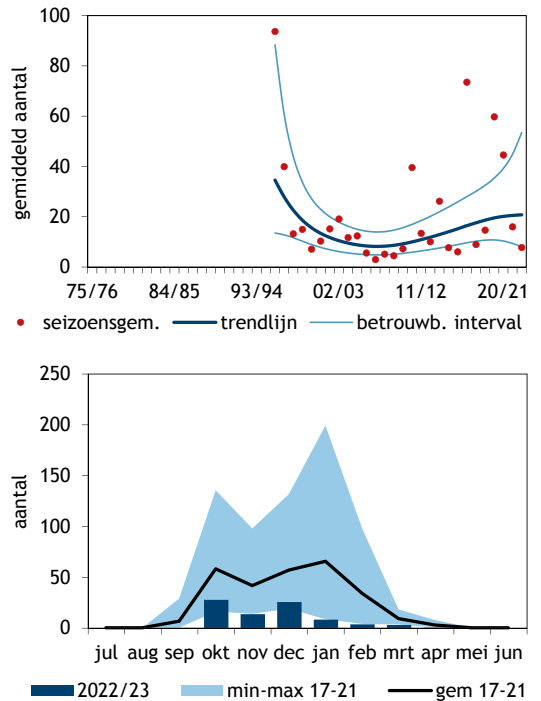 100
80
60
40
20
0
gemiddeld aantal
75/76 84/85 93/94 02/03 11/12 20/21
seizoensgem. trendlijn betrouwb. interval
250
200
150
100
50
0
aantal
jul aug sep okt nov dec jan feb mrt apr mei jun
2022/23 min-max 17-21 gem 17-21